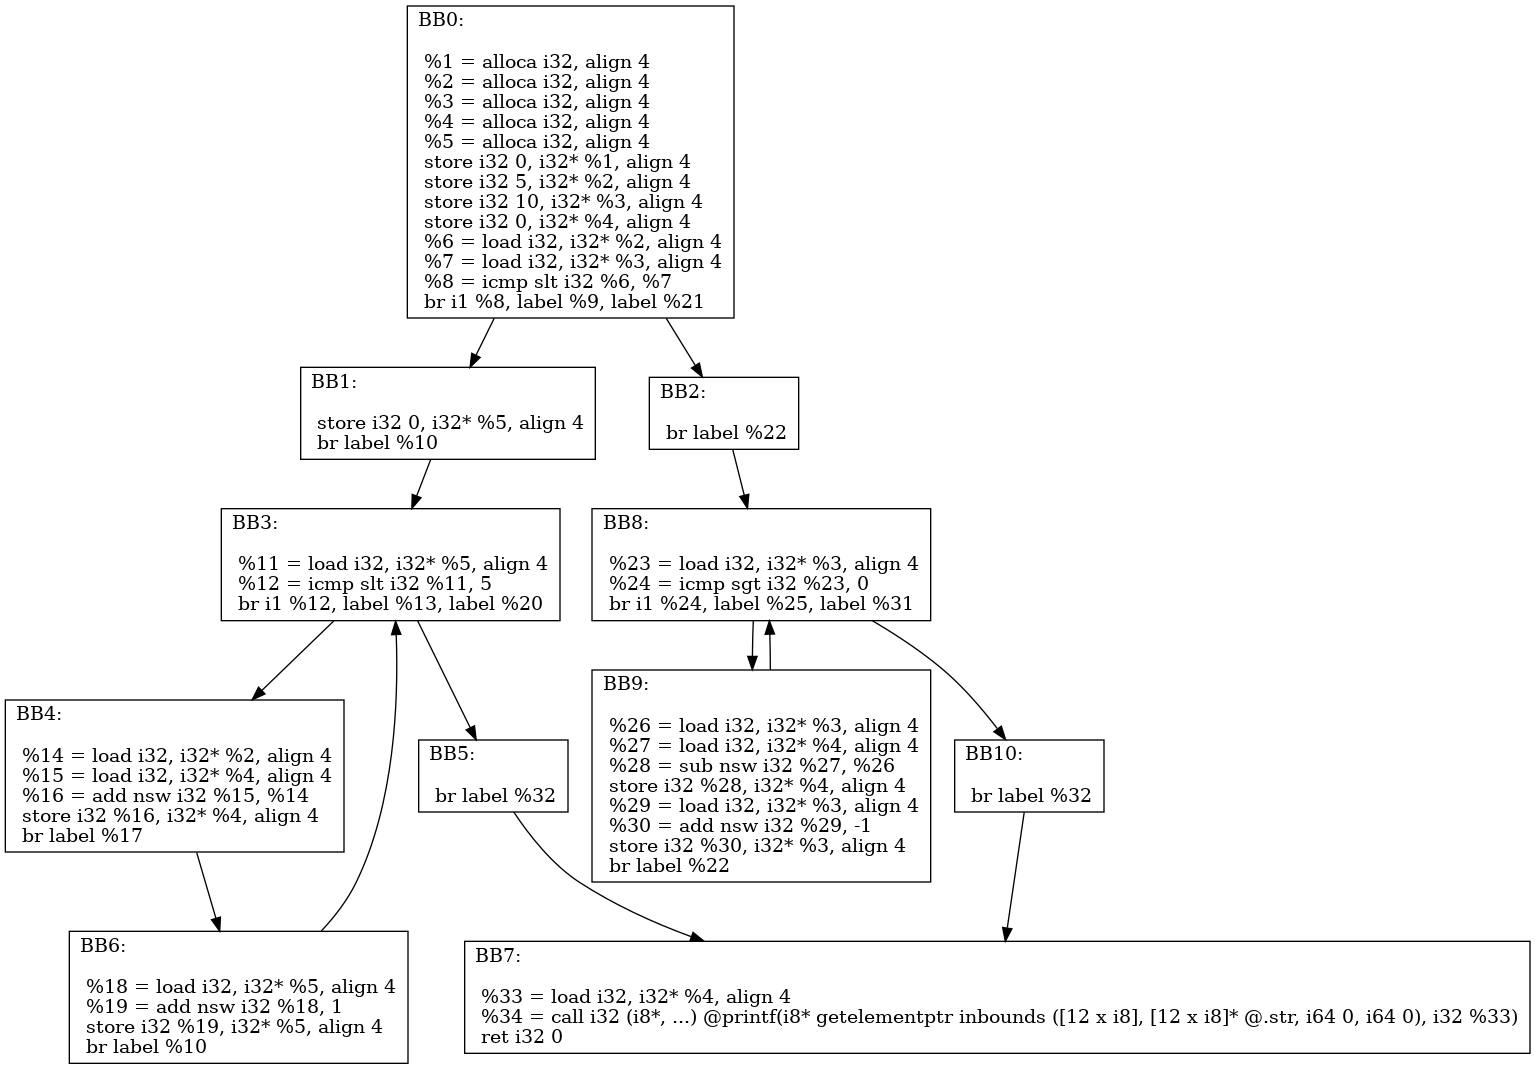 BB0:
%1 = alloca i32, align 4
%2 = alloca i32, align 4
%3 = alloca i32, align 4
%4 = alloca i32, align 4
%5 = alloca i32, align 4
store i32 0, i32* %1, align 4
store i32 5, i32* %2, align 4
store i32 10, i32* %3, align 4
store i32 0, i32* %4, align 4
%6 = load i32, i32* %2, align 4
%7 = load i32, i32* %3, align 4
%8 = icmp slt i32 %6, %7
br i1 %8, label %9, label %21
BB1:
store i32 0, i32* %5, align 4
br label %10
BB2:
br label %22
BB3:
%11 = load i32, i32* %5, align 4
%12 = icmp slt i32 %11, 5
br i1 %12, label %13, label %20
BB8:
%23 = load i32, i32* %3, align 4
%24 = icmp sgt i32 %23, 0
br i1 %24, label %25, label %31
BB4:
%14 = load i32, i32* %2, align 4
%15 = load i32, i32* %4, align 4
%16 = add nsw i32 %15, %14
store i32 %16, i32* %4, align 4
br label %17
BB5:
br label %32
BB9:
%26 = load i32, i32* %3, align 4
%27 = load i32, i32* %4, align 4
%28 = sub nsw i32 %27, %26
store i32 %28, i32* %4, align 4
%29 = load i32, i32* %3, align 4
%30 = add nsw i32 %29, -1
store i32 %30, i32* %3, align 4
br label %22
BB10:
br label %32
BB6:
%18 = load i32, i32* %5, align 4
%19 = add nsw i32 %18, 1
store i32 %19, i32* %5, align 4
br label %10
BB7:
%33 = load i32, i32* %4, align 4
%34 = call i32 (i8*, ...) @printf(i8* getelementptr inbounds ([12 x i8], [12 x i8]* @.str, i64 0, i64 0), i32 %33)
ret i32 0